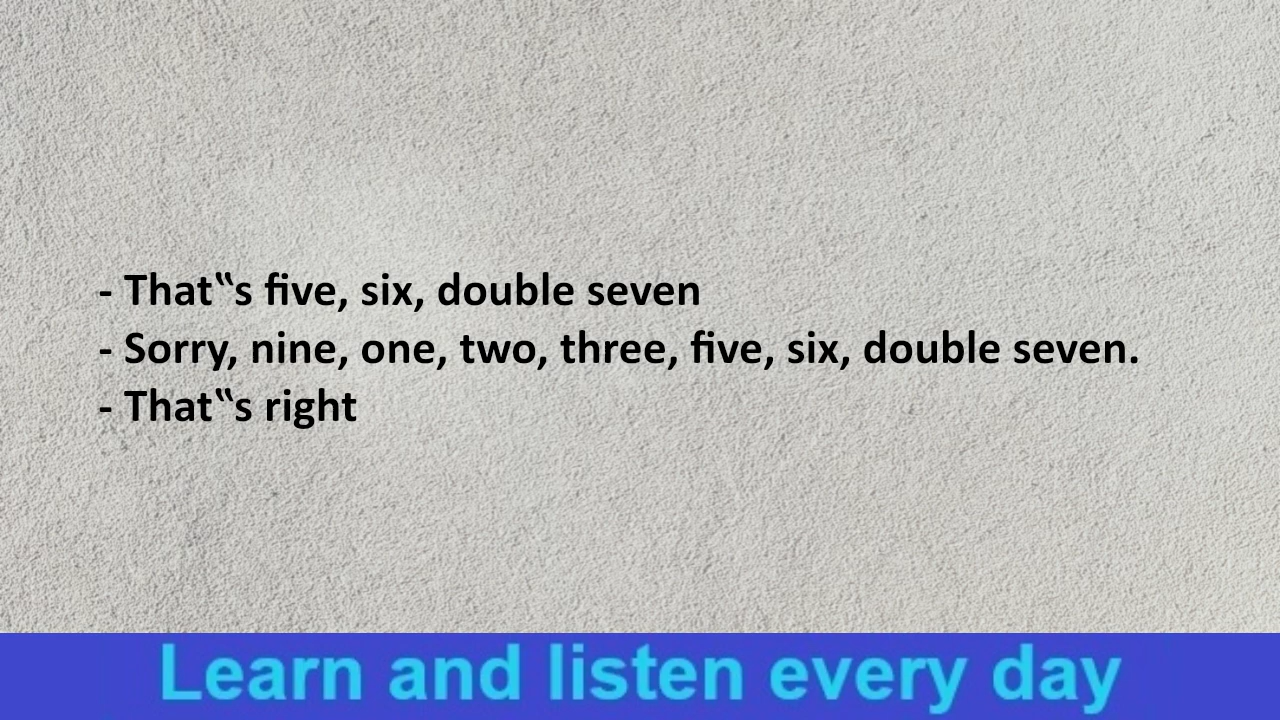 - That‟s five, six, double seven
- Sorry, nine, one, two, three, five, six, double seven.
- That‟s right
Learn and listen every day